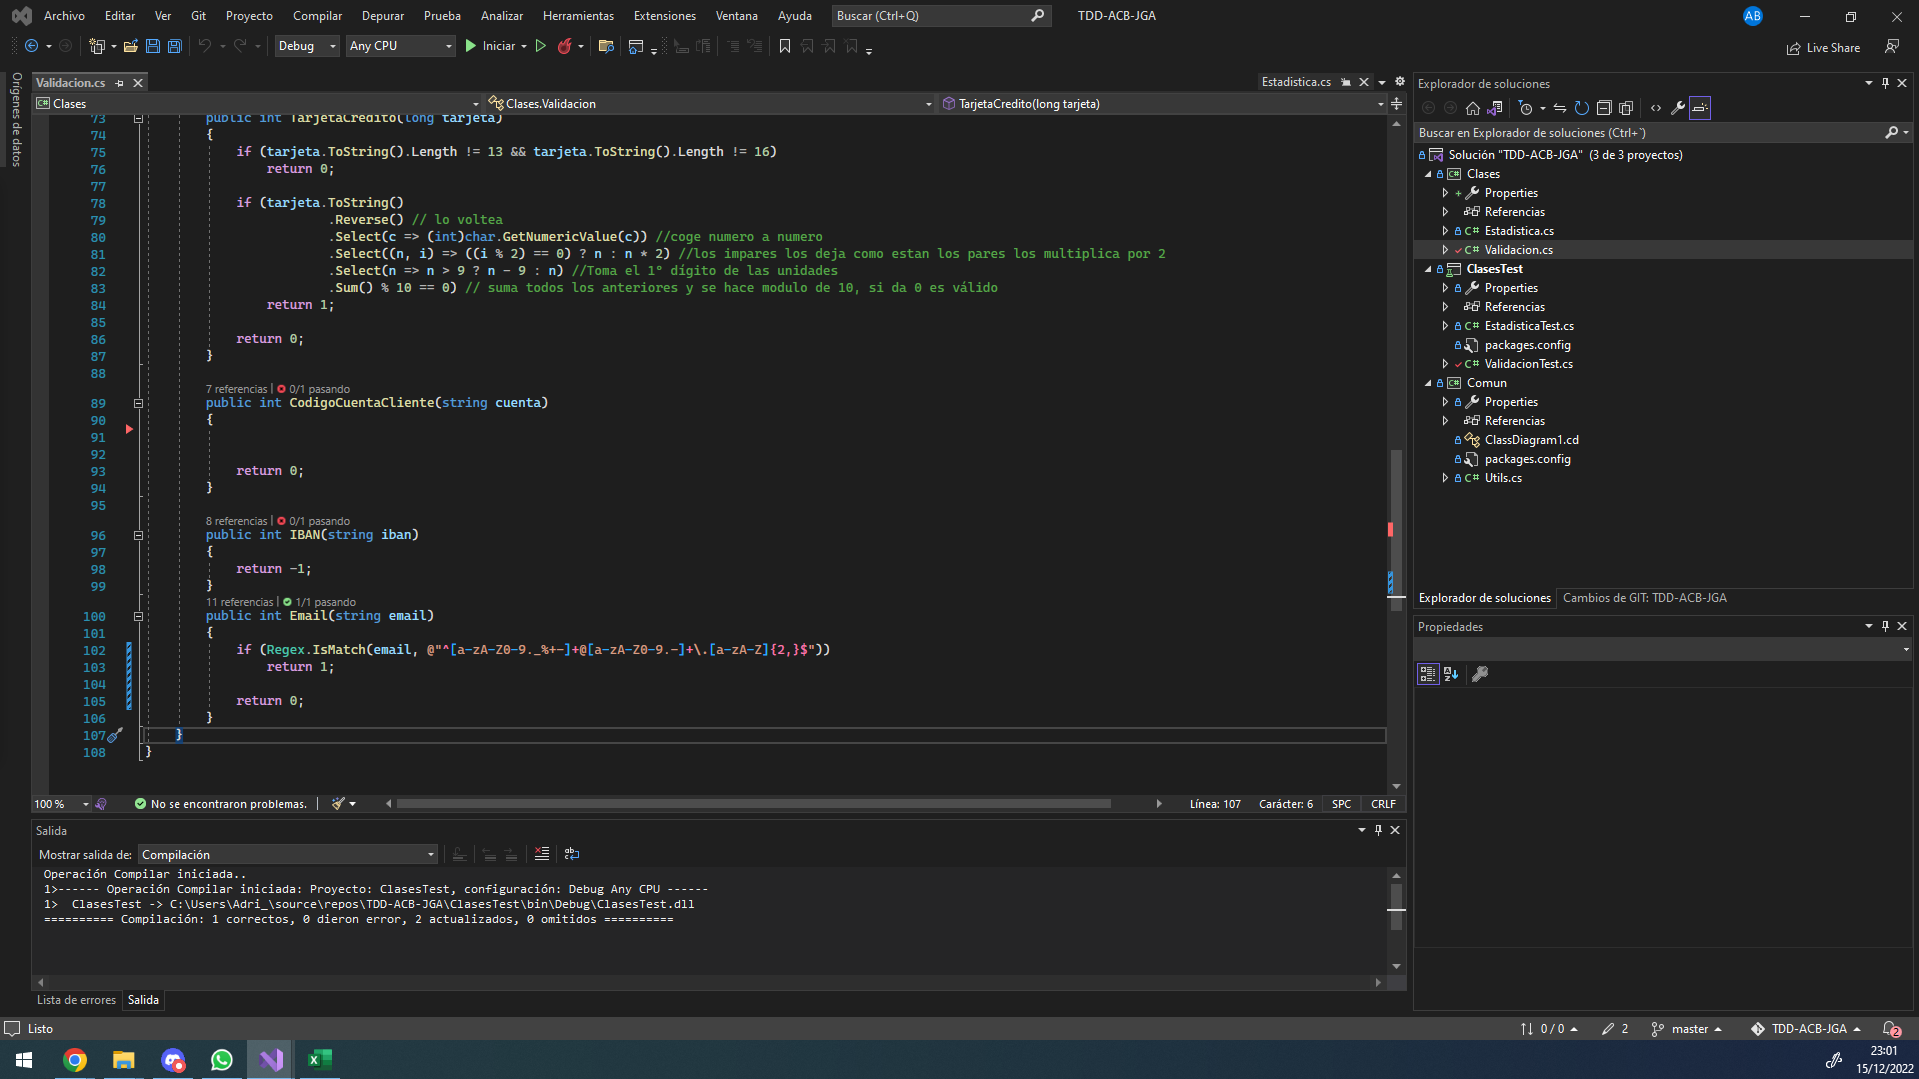 Archivo Editar Ver Git Proyecto Compilar Depurar Prueba Analizar Herramientas Extensiones Ventana Ayuda Buscar (Ctrl+Q) TDD-ACB-JGA AB
Debug Any CPU Iniciar Live Share
Orígenes de datos
Validacion.cs Estadistica.cs
Clases Clases.Validacion TarjetaCredito(long tarjeta)
73 public int TarjetaCredito(long tarjeta)
74 {
75 if (tarjeta.ToString().Length != 13 && tarjeta.ToString().Length != 16)
76 return 0;
77
78 if (tarjeta.ToString()
79 .Reverse() // lo voltea
80 .Select(c => (int)char.GetNumericValue(c)) //coge numero a numero
81 .Select((n, i) => ((i % 2) == 0) ? n : n * 2) //los impares los deja como estan los pares los multiplica por 2
82 .Select(n => n > 9 ? n - 9 : n) //Toma el 1º dígito de las unidades
83 .Sum() % 10 == 0) // suma todos los anteriores y se hace modulo de 10, si da 0 es válido
84 return 1;
85
86 return 0;
87 }
88
7 referencias | 0/1 pasando
89 public int CodigoCuentaCliente(string cuenta)
90 {
91
92
93 return 0;
94 }
95
8 referencias | 0/1 pasando
96 public int IBAN(string iban)
97 {
98 return -1;
99 }
11 referencias | 1/1 pasando
100 public int Email(string email)
101 {
102 if (Regex.IsMatch(email, @"^[a-zA-Z0-9._%+-]+@[a-zA-Z0-9.-]+\.[a-zA-Z]{2,}$"))
103 return 1;
104
105 return 0;
106 }
107 }
108 }
100 % No se encontraron problemas. Línea: 107 Carácter: 6 SPC CRLF
Salida
Mostrar salida de: Compilación
Operación Compilar iniciada..
1>------ Operación Compilar iniciada: Proyecto: ClasesTest, configuración: Debug Any CPU ------
1> ClasesTest -> C:\Users\Adri_\source\repos\TDD-ACB-JGA\ClasesTest\bin\Debug\ClasesTest.dll
========== Compilación: 1 correctos, 0 dieron error, 2 actualizados, 0 omitidos ==========
Lista de errores Salida
Explorador de soluciones
Buscar en Explorador de soluciones (Ctrl+`)
Solución "TDD-ACB-JGA" (3 de 3 proyectos)
C# Clases
Properties
Referencias
C# Estadistica.cs
C# Validacion.cs
ClasesTest
Properties
Referencias
C# EstadisticaTest.cs
packages.config
C# ValidacionTest.cs
C# Comun
Properties
Referencias
ClassDiagram1.cd
packages.config
C# Utils.cs
Explorador de soluciones Cambios de GIT: TDD-ACB-JGA
Propiedades
Listo 0 / 0 2 master TDD-ACB-JGA 2
23:01
15/12/2022